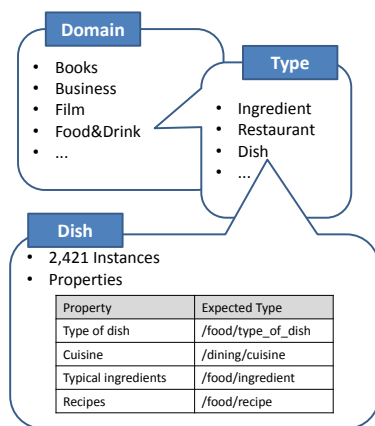 Domain
• Books
• Business
• Film
• Food&Drink
• ...
Type
• Ingredient
• Restaurant
• Dish
• ...
Dish
• 2,421 Instances
• Properties
Property Expected Type
Type of dish /food/type_of_dish
Cuisine /dining/cuisine
Typical ingredients /food/ingredient
Recipes /food/recipe